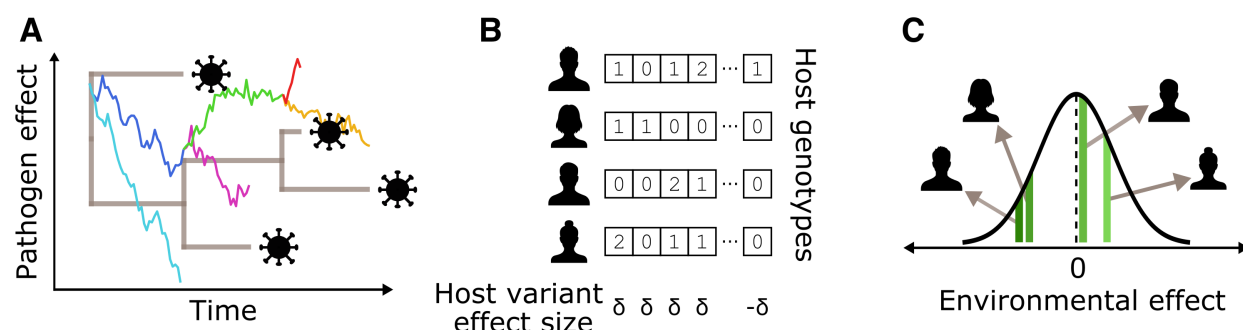 A
Pathogen effect
Time
B
1 0 1 2 ... 1
1 1 0 0 ... 0
0 0 2 1 ... 0
2 0 1 1 ... 0
Host genotypes
Host variant
effect size
δ δ δ δ -δ
C
0
Environmental effect